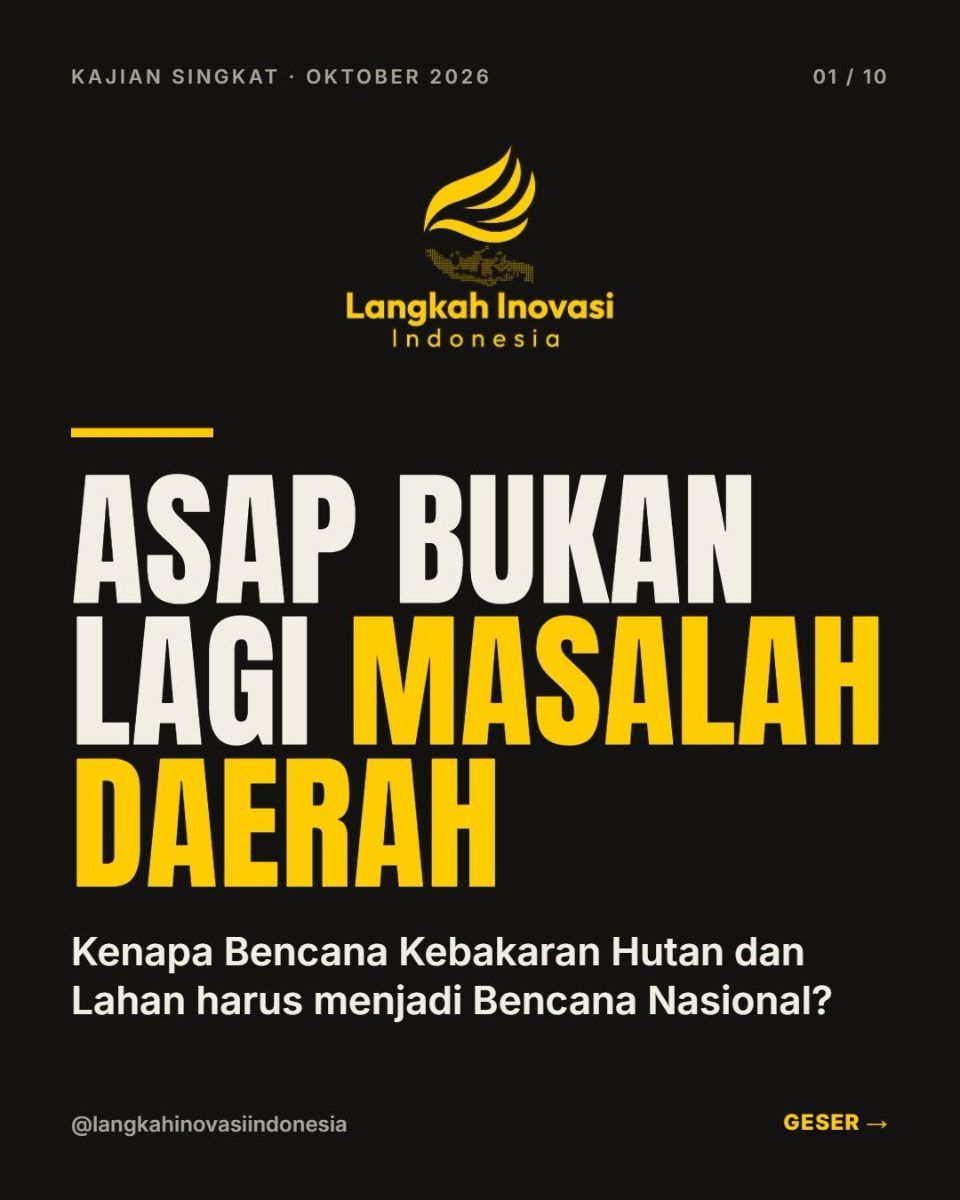 KAJIAN SINGKAT · OKTOBER 2026
01 / 10
Langkah Inovasi
Indonesia
ASAP BUKAN
LAGI MASALAH
DAERAH
Kenapa Bencana Kebakaran Hutan dan
Lahan harus menjadi Bencana Nasional?
@langkahinovasiindonesia
GESER →